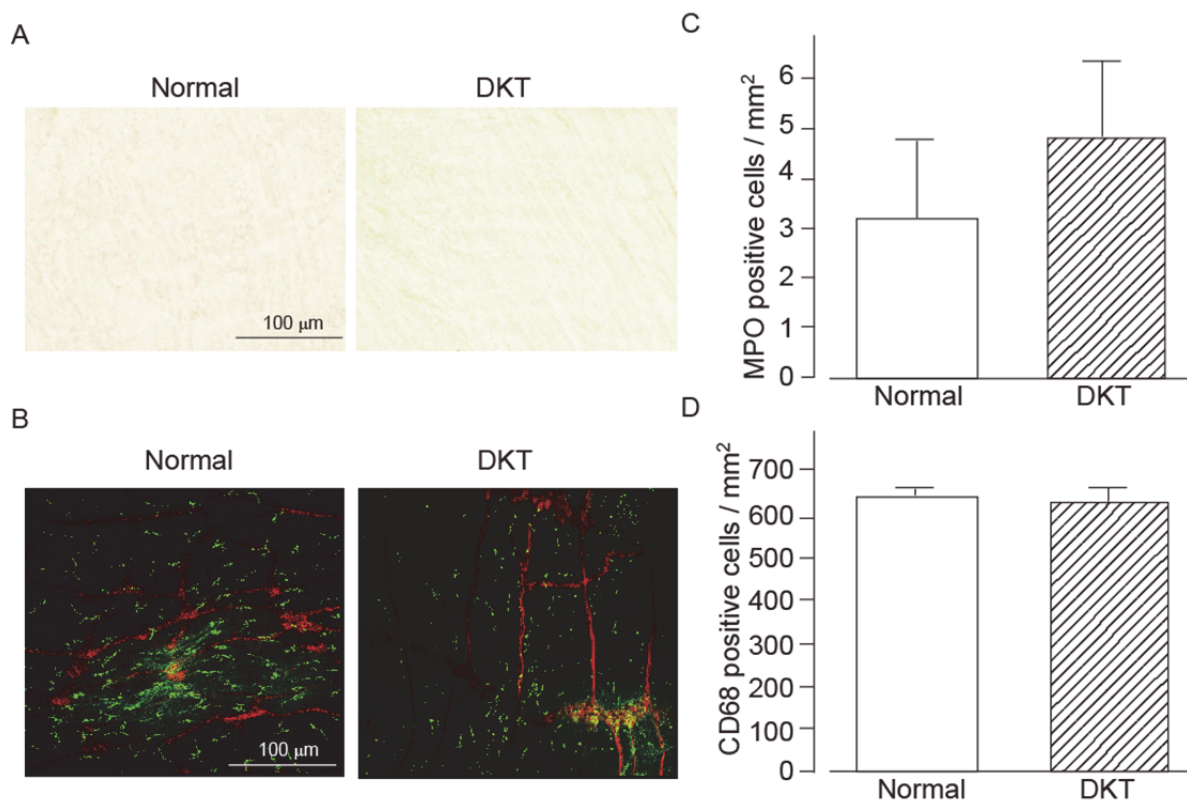 A
Normal
DKT
100 μm
B
Normal
DKT
100 μm
C
MPO positive cells / mm²
6
5
4
3
2
1
0
Normal
DKT
D
CD68 positive cells / mm²
700
600
500
400
300
200
100
0
Normal
DKT